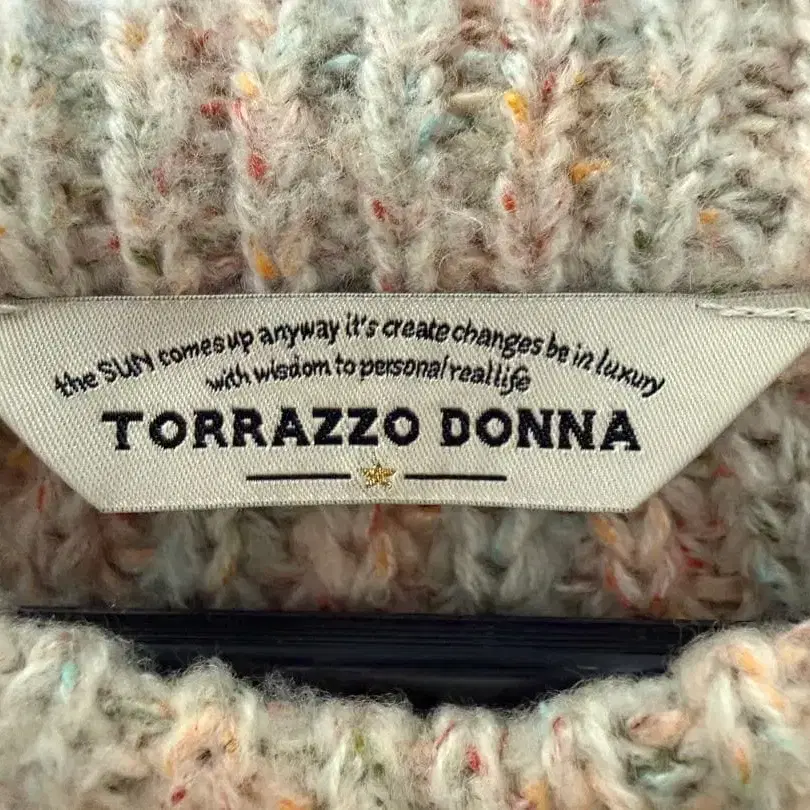 the SUN comes up anyway it's create changes be in luxury
with wisdom to personal real life
TORRAZZO DONNA